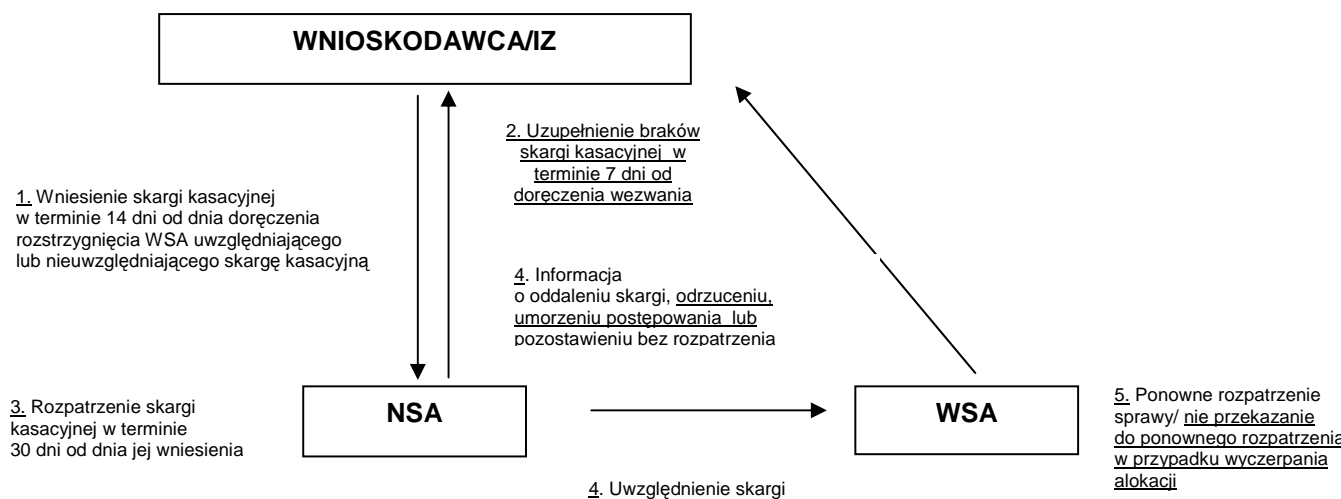 WNIOSKODAWCA/IZ
1. Wniesienie skargi kasacyjnej
w terminie 14 dni od dnia doręczenia
rozstrzygnięcia WSA uwzględniającego
lub nieuwzględniającego skargę kasacyjną
2. Uzupełnienie braków
skargi kasacyjnej w
terminie 7 dni od
doręczenia wezwania
4. Informacja
o oddaleniu skargi, odrzuceniu,
umorzeniu postępowania lub
pozostawieniu bez rozpatrzenia
3. Rozpatrzenie skargi
kasacyjnej w terminie
30 dni od dnia jej wniesienia
NSA
WSA
5. Ponowne rozpatrzenie
sprawy/ nie przekazanie
do ponownego rozpatrzenia
w przypadku wyczerpania
alokacji
4. Uwzględnienie skargi